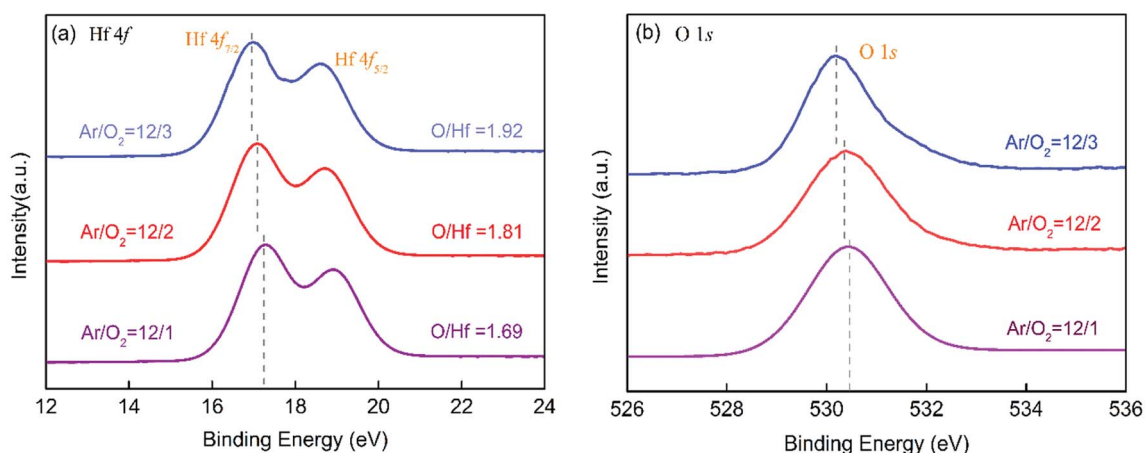 (a) Hf 4f
Hf 4f7/2
Hf 4f5/2
Ar/O2=12/3
O/Hf =1.92
Ar/O2=12/2
O/Hf =1.81
Ar/O2=12/1
O/Hf =1.69
Intensity(a.u.)
12 14 16 18 20 22 24
Binding Energy (eV)
(b) O 1s
O 1s
Ar/O2=12/3
Ar/O2=12/2
Ar/O2=12/1
Intensity (a.u.)
526 528 530 532 534 536
Binding Energy (eV)